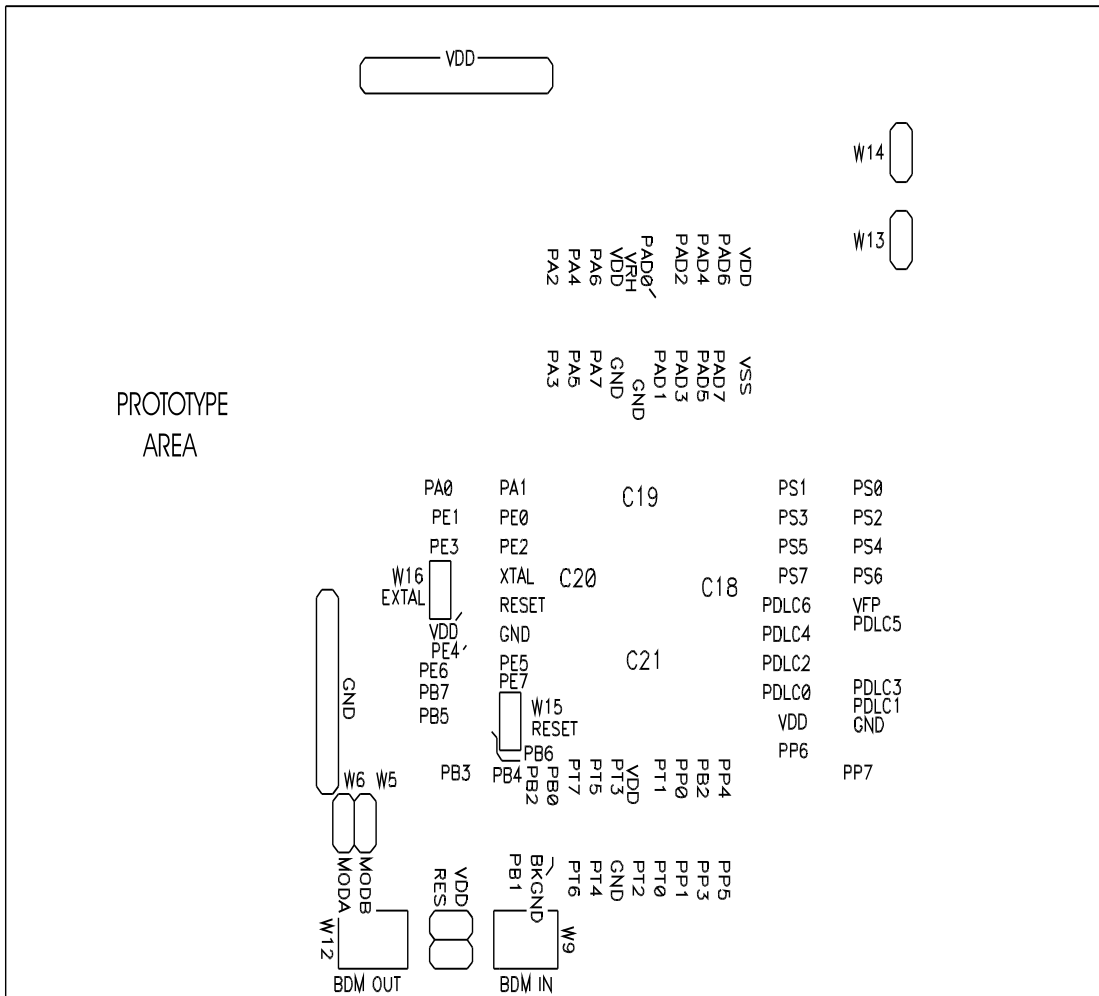 VDD
W14
W13
PA2
PA4
PA6
VDD
VRH
PAD0
PAD2
PAD4
PAD6
VDD
PA3
PA5
PA7
GND
GND
PAD1
PAD3
PAD5
PAD7
VSS
PROTOTYPE
AREA
PA0 PA1 C19 PS1 PS0
PE1 PE0 PS3 PS2
PE3 PE2 PS5 PS4
W16 XTAL C20 C18 PS7 PS6
EXTAL RESET PDLC6 VFP
PDLC5
VDD GND PDLC4
PE4
PE6 PE5 C21 PDLC2
PE7
PB7 PDLC0 PDLC3
GND
W15 PDLC1
PB5 RESET VDD GND
PB6 PP6
PB3 PB4 PP7
PB2
PB0
PT7
PT5
PT3
VDD
PT1
PP0
PB2
PP4
W6 W5
MODA
MODB
RES
VDD
PB1
BKGND
PT6
PT4
GND
PT2
PT0
PP1
PP3
PP5
W12
W9
BDM OUT BDM IN